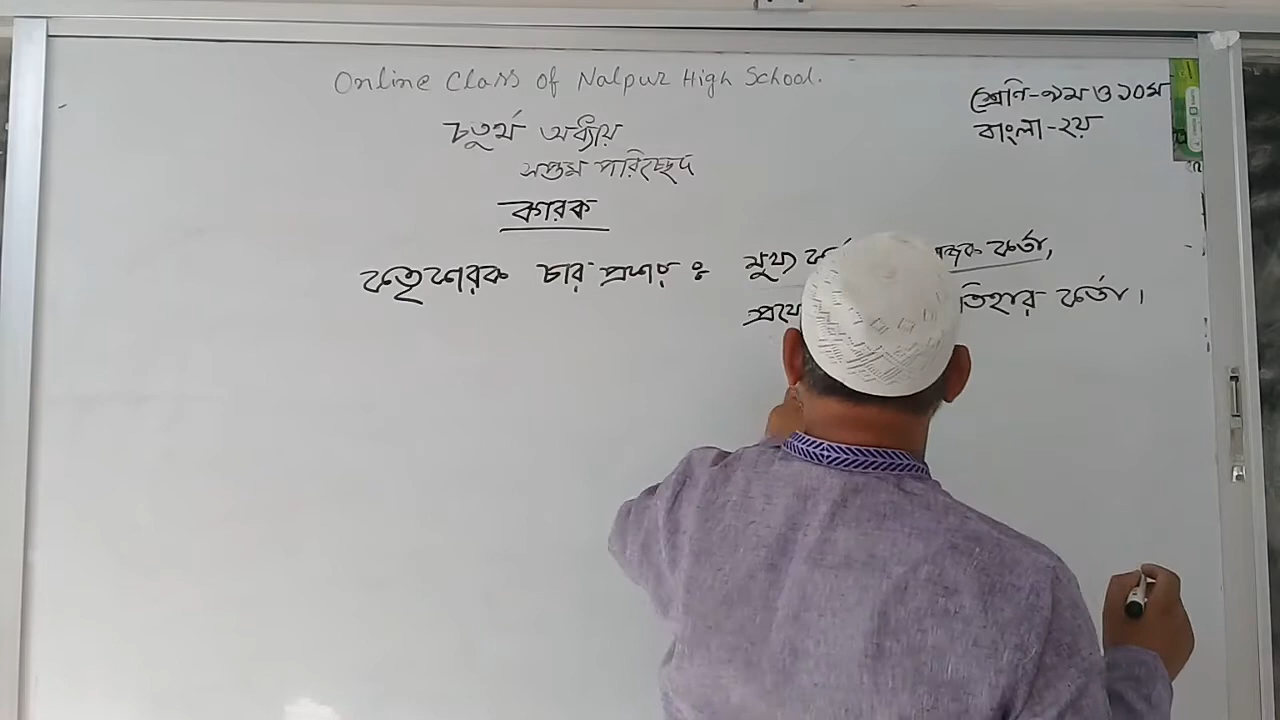 Online Class of Nalpur High School.
শ্রেণি-৯ম ও ১০ম
বাংলা-২য়
চতুর্থ অধ্যায়
সপ্তম পরিচ্ছেদ
কারক
কর্তৃকারক চার প্রকার : মুখ্য কর্তা,
তিহার কর্তা।